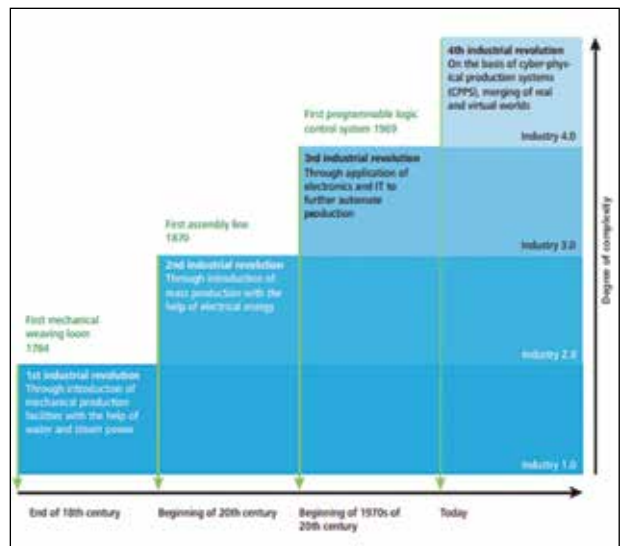 4th industrial revolution
On the basis of cyber-phys-
ical production systems
(CPPS), merging of real
and virtual worlds
Industry 4.0
First programmable logic
control system 1969
3rd industrial revolution
Through application of
electronics and IT to
further automate
production
Industry 3.0
First assembly line
1870
2nd industrial revolution
Through introduction of
mass production with the
help of electrical energy
Industry 2.0
First mechanical
weaving loom
1784
1st industrial revolution
Through introduction of
mechanical production
facilities with the help of
water and steam power
Industry 1.0
Degree of complexity
End of 18th century
Beginning of 20th century
Beginning of 1970s of
20th century
Today